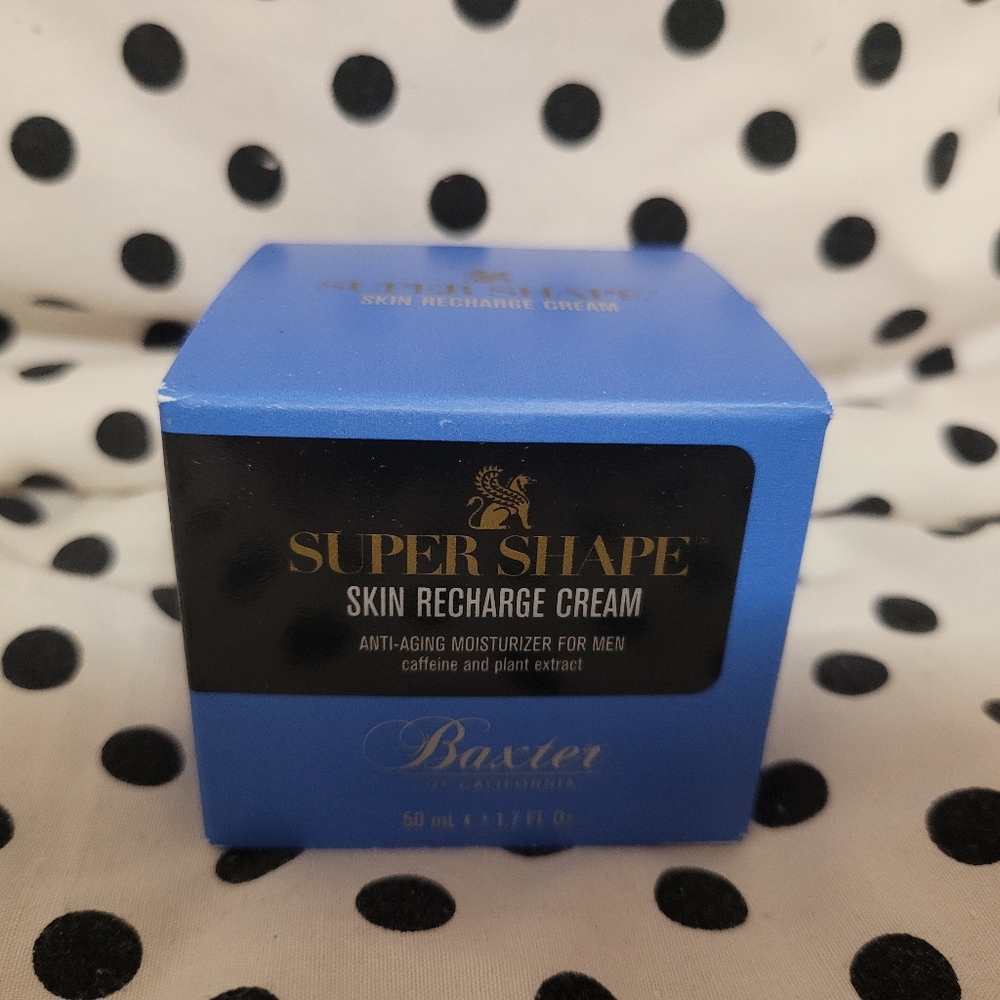 SUPER SHAPE
SKIN RECHARGE CREAM
SUPER SHAPE™
SKIN RECHARGE CREAM
ANTI-AGING MOISTURIZER FOR MEN
caffeine and plant extract
Baxter
OF CALIFORNIA
50 mL 1.7 Fl Oz